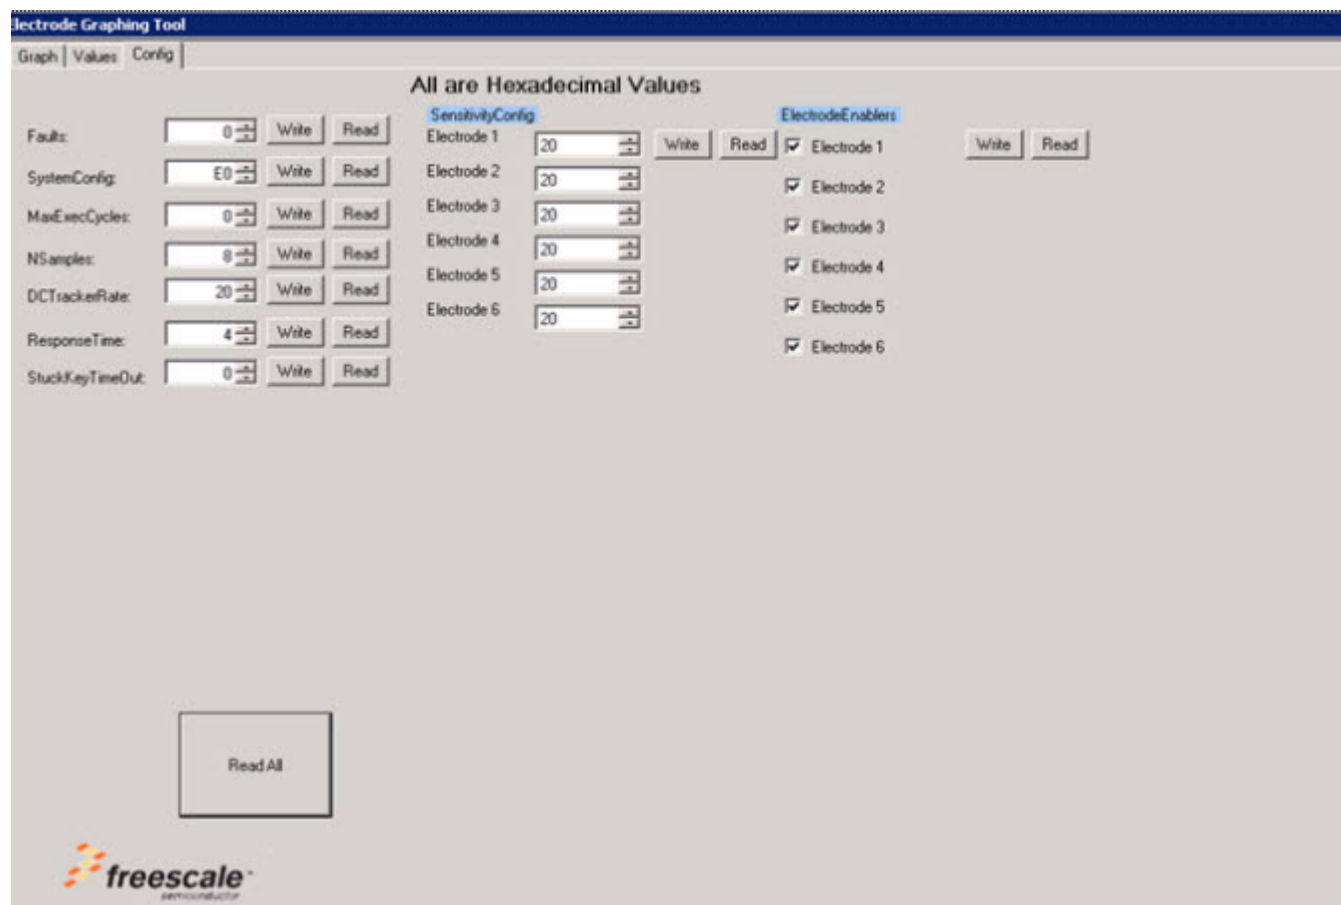 lectrode Graphing Tool
Graph Values Config
All are Hexadecimal Values
Faults: 0 Write Read
SystemConfig: E0 Write Read
MaxExecCycles: 0 Write Read
NSamples: 8 Write Read
DCTrackerRate: 20 Write Read
ResponseTime: 4 Write Read
StuckKeyTimeOut: 0 Write Read
SensitivityConfig
Electrode 1 20 Write Read
Electrode 2 20
Electrode 3 20
Electrode 4 20
Electrode 5 20
Electrode 6 20
ElectrodeEnablers
Electrode 1 Write Read
Electrode 2
Electrode 3
Electrode 4
Electrode 5
Electrode 6
Read All
freescale
semiconductor